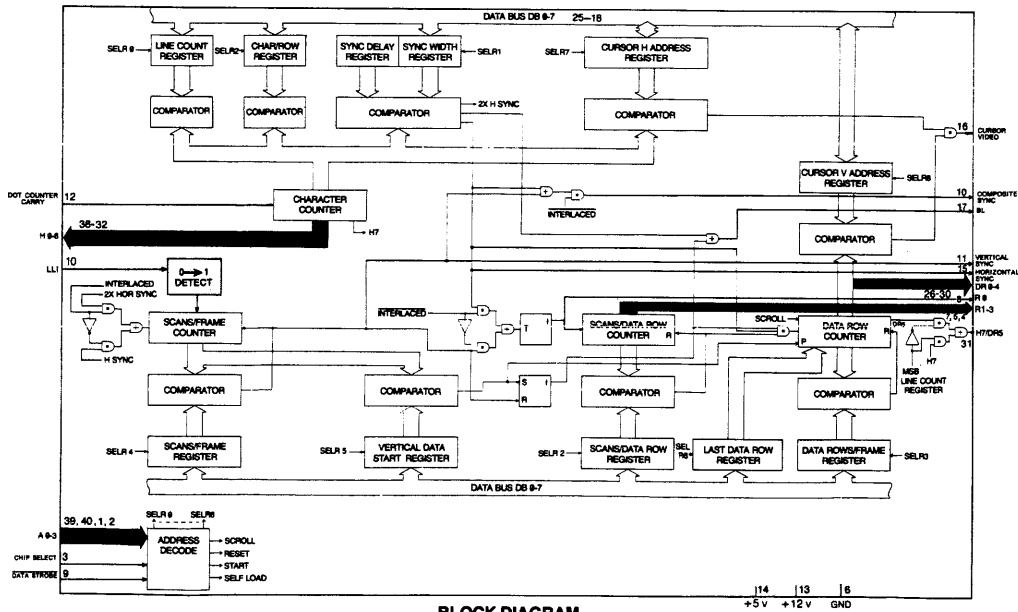 DATA BUS DB 0-7 25-18
SELR 0
LINE COUNT
REGISTER
SELR2
CHAR/ROW
REGISTER
SYNC DELAY
REGISTER
SYNC WIDTH
REGISTER
SELR1
SELR7
CURSOR H ADDRESS
REGISTER
COMPARATOR
COMPARATOR
COMPARATOR
2X H SYNC
COMPARATOR
16
CURSOR
VIDEO
CURSOR V ADDRESS
REGISTER
SELR8
DOT COUNTER
CARRY
12
CHARACTER
COUNTER
H7
INTERLACED
10
COMPOSITE
SYNC
17
BL
H 0-6
38-32
COMPARATOR
11
VERTICAL
SYNC
15
HORIZONTAL
SYNC
DR 0-4
LLI
10
0→1
DETECT
26-30
8
R 0
R1-3
INTERLACED
2X HOR SYNC
H SYNC
SCANS/FRAME
COUNTER
INTERLACED
T
I
SCANS/DATA ROW
COUNTER
R
SCROLL
P
DATA ROW
COUNTER
DR5
R
7, 5, 4
H7/DR5
31
H7
MSB
LINE COUNT
REGISTER
COMPARATOR
COMPARATOR
S
R
I
COMPARATOR
COMPARATOR
SELR 4
SCANS/FRAME
REGISTER
SELR 5
VERTICAL DATA
START REGISTER
SELR 2
SCANS/DATA ROW
REGISTER
SEL
R6
LAST DATA ROW
REGISTER
DATA ROWS/FRAME
REGISTER
SELR3
DATA BUS DB 0-7
SELR 0
SELR8
A 0-3
39, 40, 1, 2
ADDRESS
DECODE
SCROLL
RESET
START
SELF LOAD
CHIP SELECT
3
DATA STROBE
9
14
+5 V
13
+12 V
6
GND
BLOCK DIAGRAM